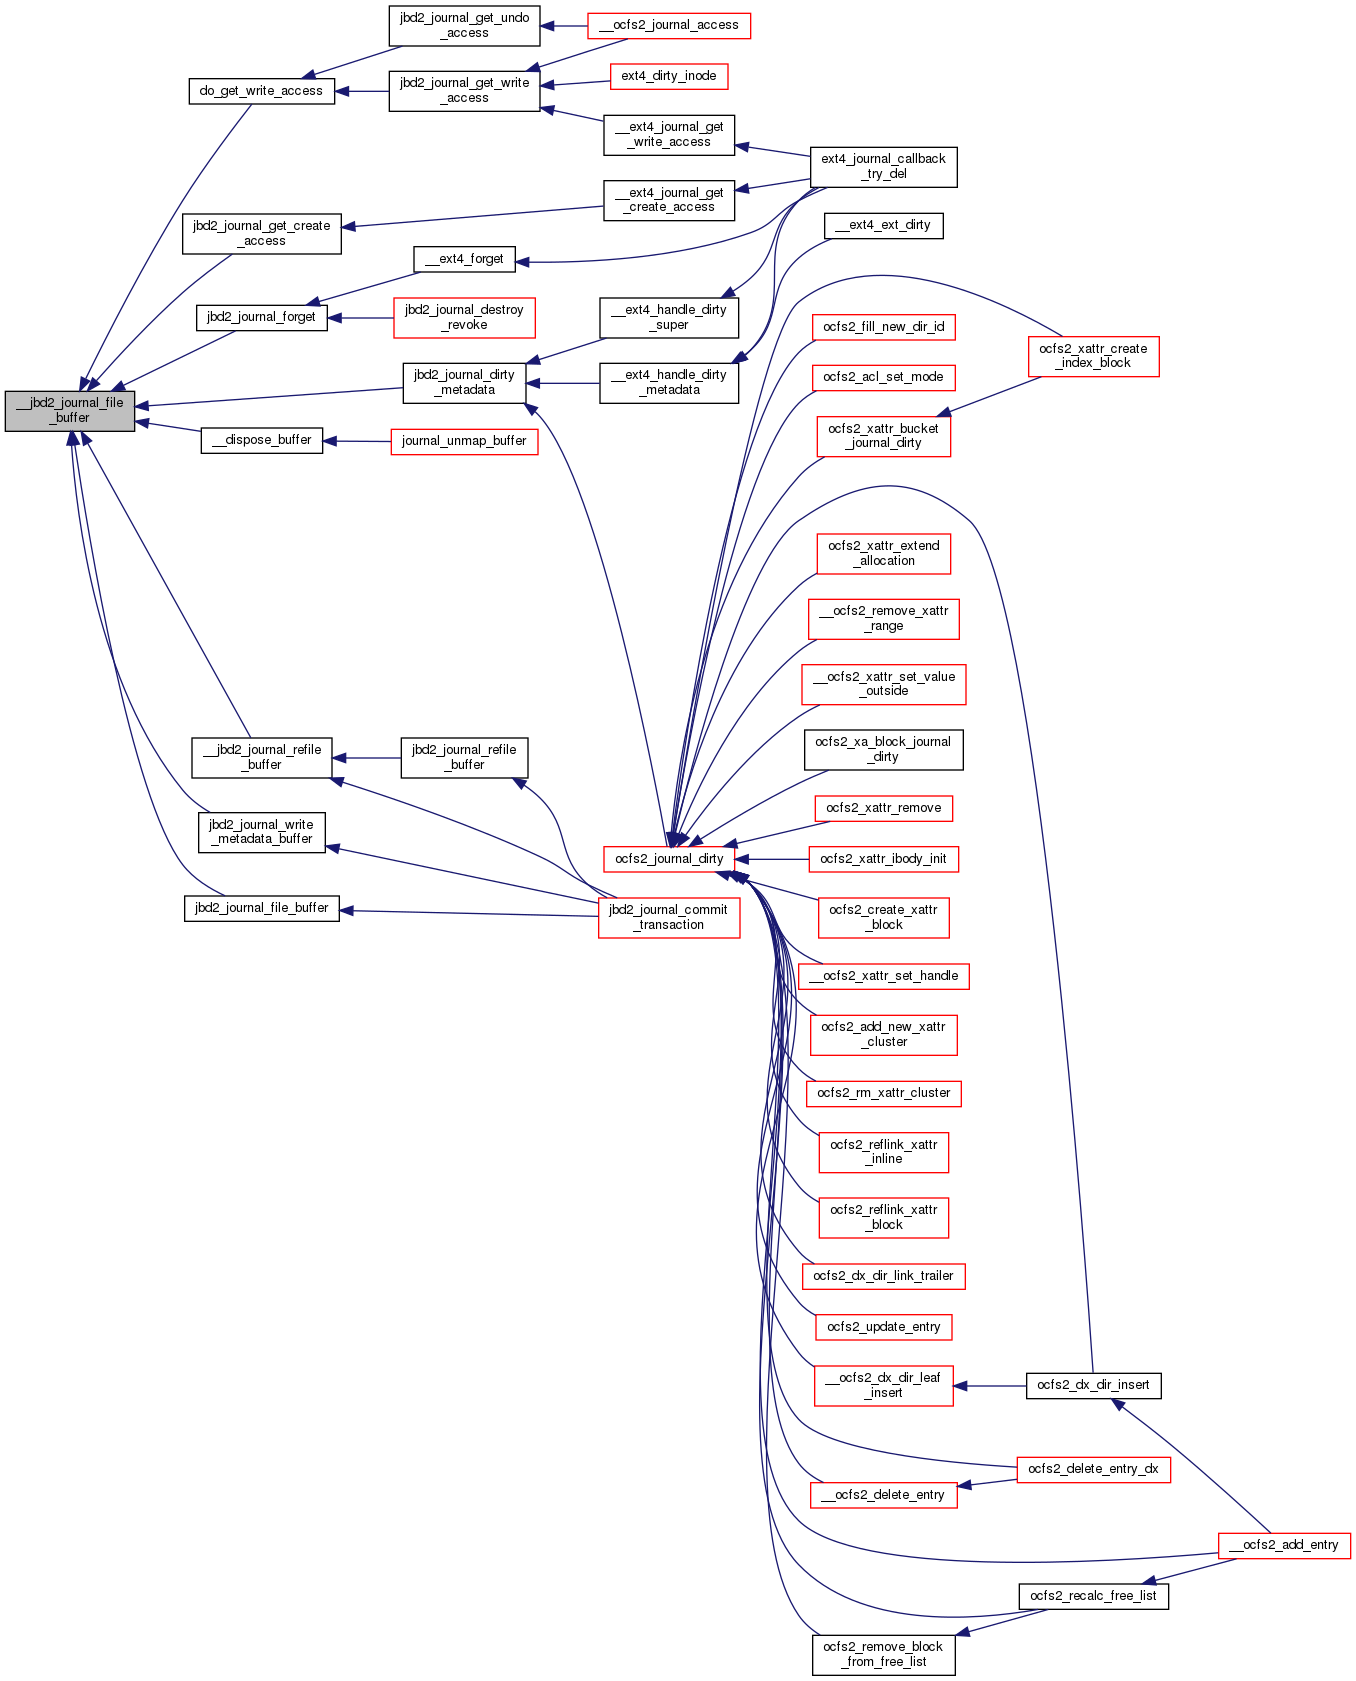 jbd2_journal_get_undo
_access
__ocfs2_journal_access
do_get_write_access
jbd2_journal_get_write
_access
ext4_dirty_inode
__ext4_journal_get
_write_access
ext4_journal_callback
_try_del
__ext4_journal_get
_create_access
jbd2_journal_get_create
_access
__ext4_ext_dirty
__ext4_forget
jbd2_journal_forget
jbd2_journal_destroy
_revoke
__ext4_handle_dirty
_super
ocfs2_fill_new_dir_id
ocfs2_xattr_create
_index_block
jbd2_journal_dirty
_metadata
__ext4_handle_dirty
_metadata
ocfs2_acl_set_mode
__jbd2_journal_file
_buffer
__dispose_buffer
journal_unmap_buffer
ocfs2_xattr_bucket
_journal_dirty
ocfs2_xattr_extend
_allocation
__ocfs2_remove_xattr
_range
__ocfs2_xattr_set_value
_outside
__jbd2_journal_refile
_buffer
jbd2_journal_refile
_buffer
ocfs2_xa_block_journal
_dirty
ocfs2_xattr_remove
jbd2_journal_write
_metadata_buffer
ocfs2_journal_dirty
ocfs2_xattr_ibody_init
jbd2_journal_file_buffer
jbd2_journal_commit
_transaction
ocfs2_create_xattr
_block
__ocfs2_xattr_set_handle
ocfs2_add_new_xattr
_cluster
ocfs2_rm_xattr_cluster
ocfs2_reflink_xattr
_inline
ocfs2_reflink_xattr
_block
ocfs2_dx_dir_link_trailer
ocfs2_update_entry
__ocfs2_dx_dir_leaf
_insert
ocfs2_dx_dir_insert
ocfs2_delete_entry_dx
__ocfs2_delete_entry
__ocfs2_add_entry
ocfs2_recalc_free_list
ocfs2_remove_block
_from_free_list